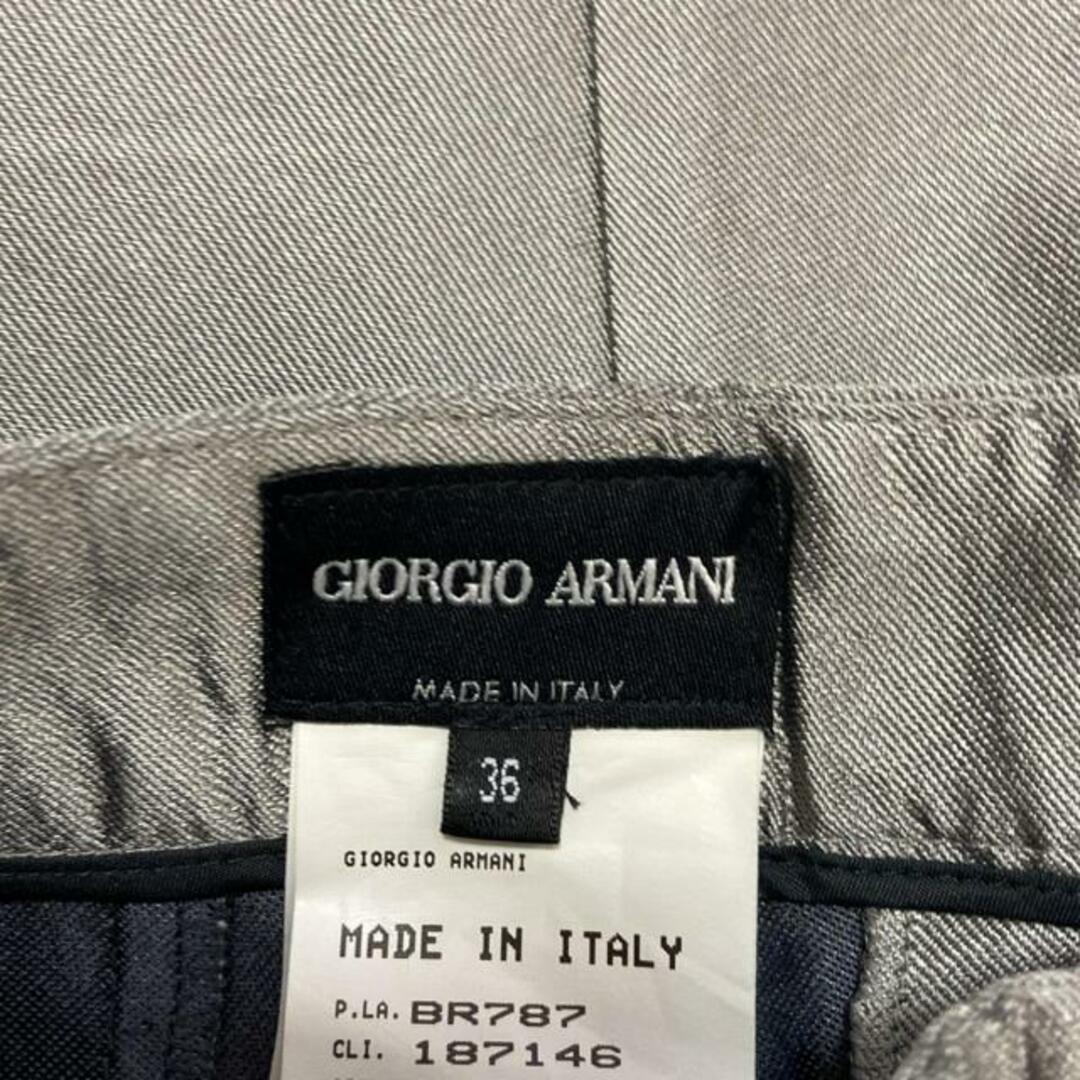 GIORGIO ARMANI
MADE IN ITALY
36
GIORGIO ARMANI
MADE IN ITALY
P.LA. BR787
CLI. 187146